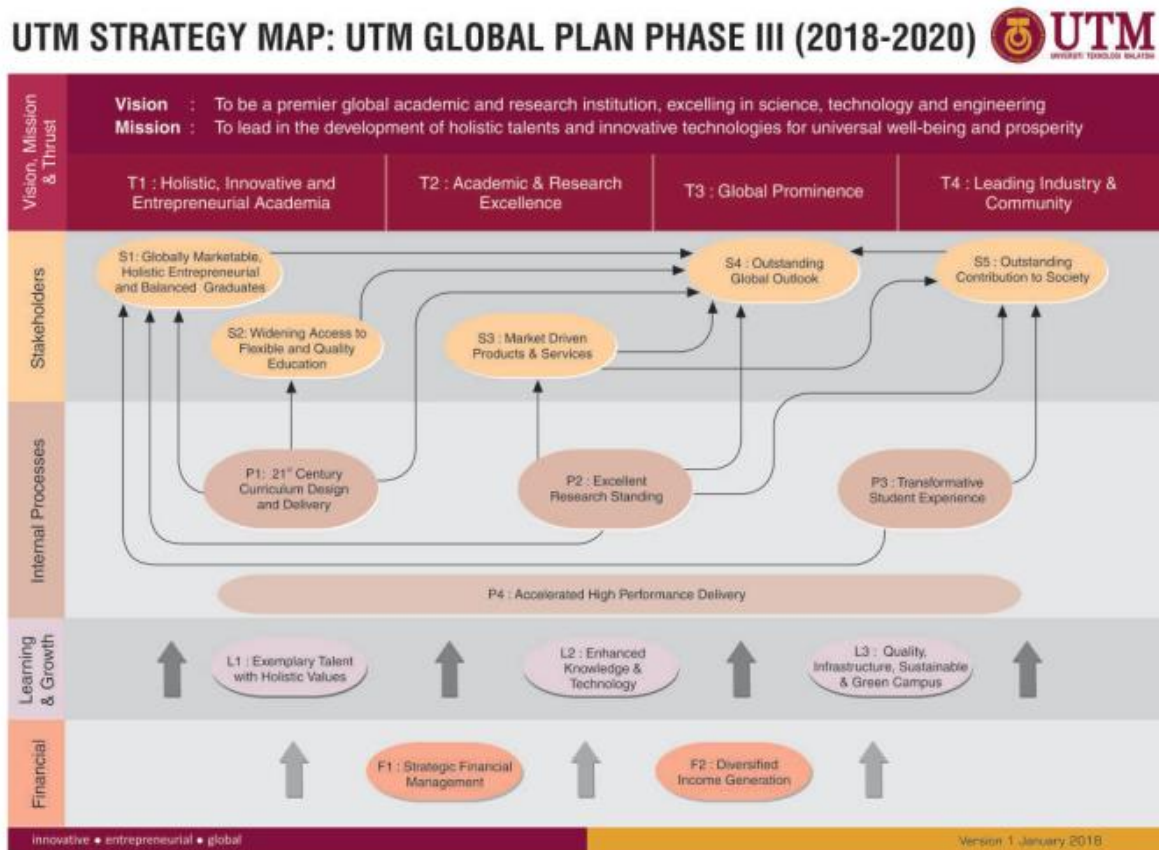 UTM STRATEGY MAP: UTM GLOBAL PLAN PHASE III (2018-2020)
UTM
UNIVERSITI TEKNOLOGI MALAYSIA
Vision, Mission
& Thrust
Vision : To be a premier global academic and research institution, excelling in science, technology and engineering
Mission : To lead in the development of holistic talents and innovative technologies for universal well-being and prosperity
T1 : Holistic, Innovative and
Entrepreneurial Academia
T2 : Academic & Research
Excellence
T3 : Global Prominence
T4 : Leading Industry &
Community
Stakeholders
S1: Globally Marketable,
Holistic Entrepreneurial
and Balanced Graduates
S4 : Outstanding
Global Outlook
S5 : Outstanding
Contribution to Society
S2: Widening Access to
Flexible and Quality
Education
S3 : Market Driven
Products & Services
Internal Processes
P1: 21st Century
Curriculum Design
and Delivery
P2 : Excellent
Research Standing
P3 : Transformative
Student Experience
P4 : Accelerated High Performance Delivery
Learning
& Growth
L1 : Exemplary Talent
with Holistic Values
L2 : Enhanced
Knowledge &
Technology
L3 : Quality,
Infrastructure, Sustainable
& Green Campus
Financial
F1 : Strategic Financial
Management
F2 : Diversified
Income Generation
innovative ● entrepreneurial ● global
Version 1 January 2018